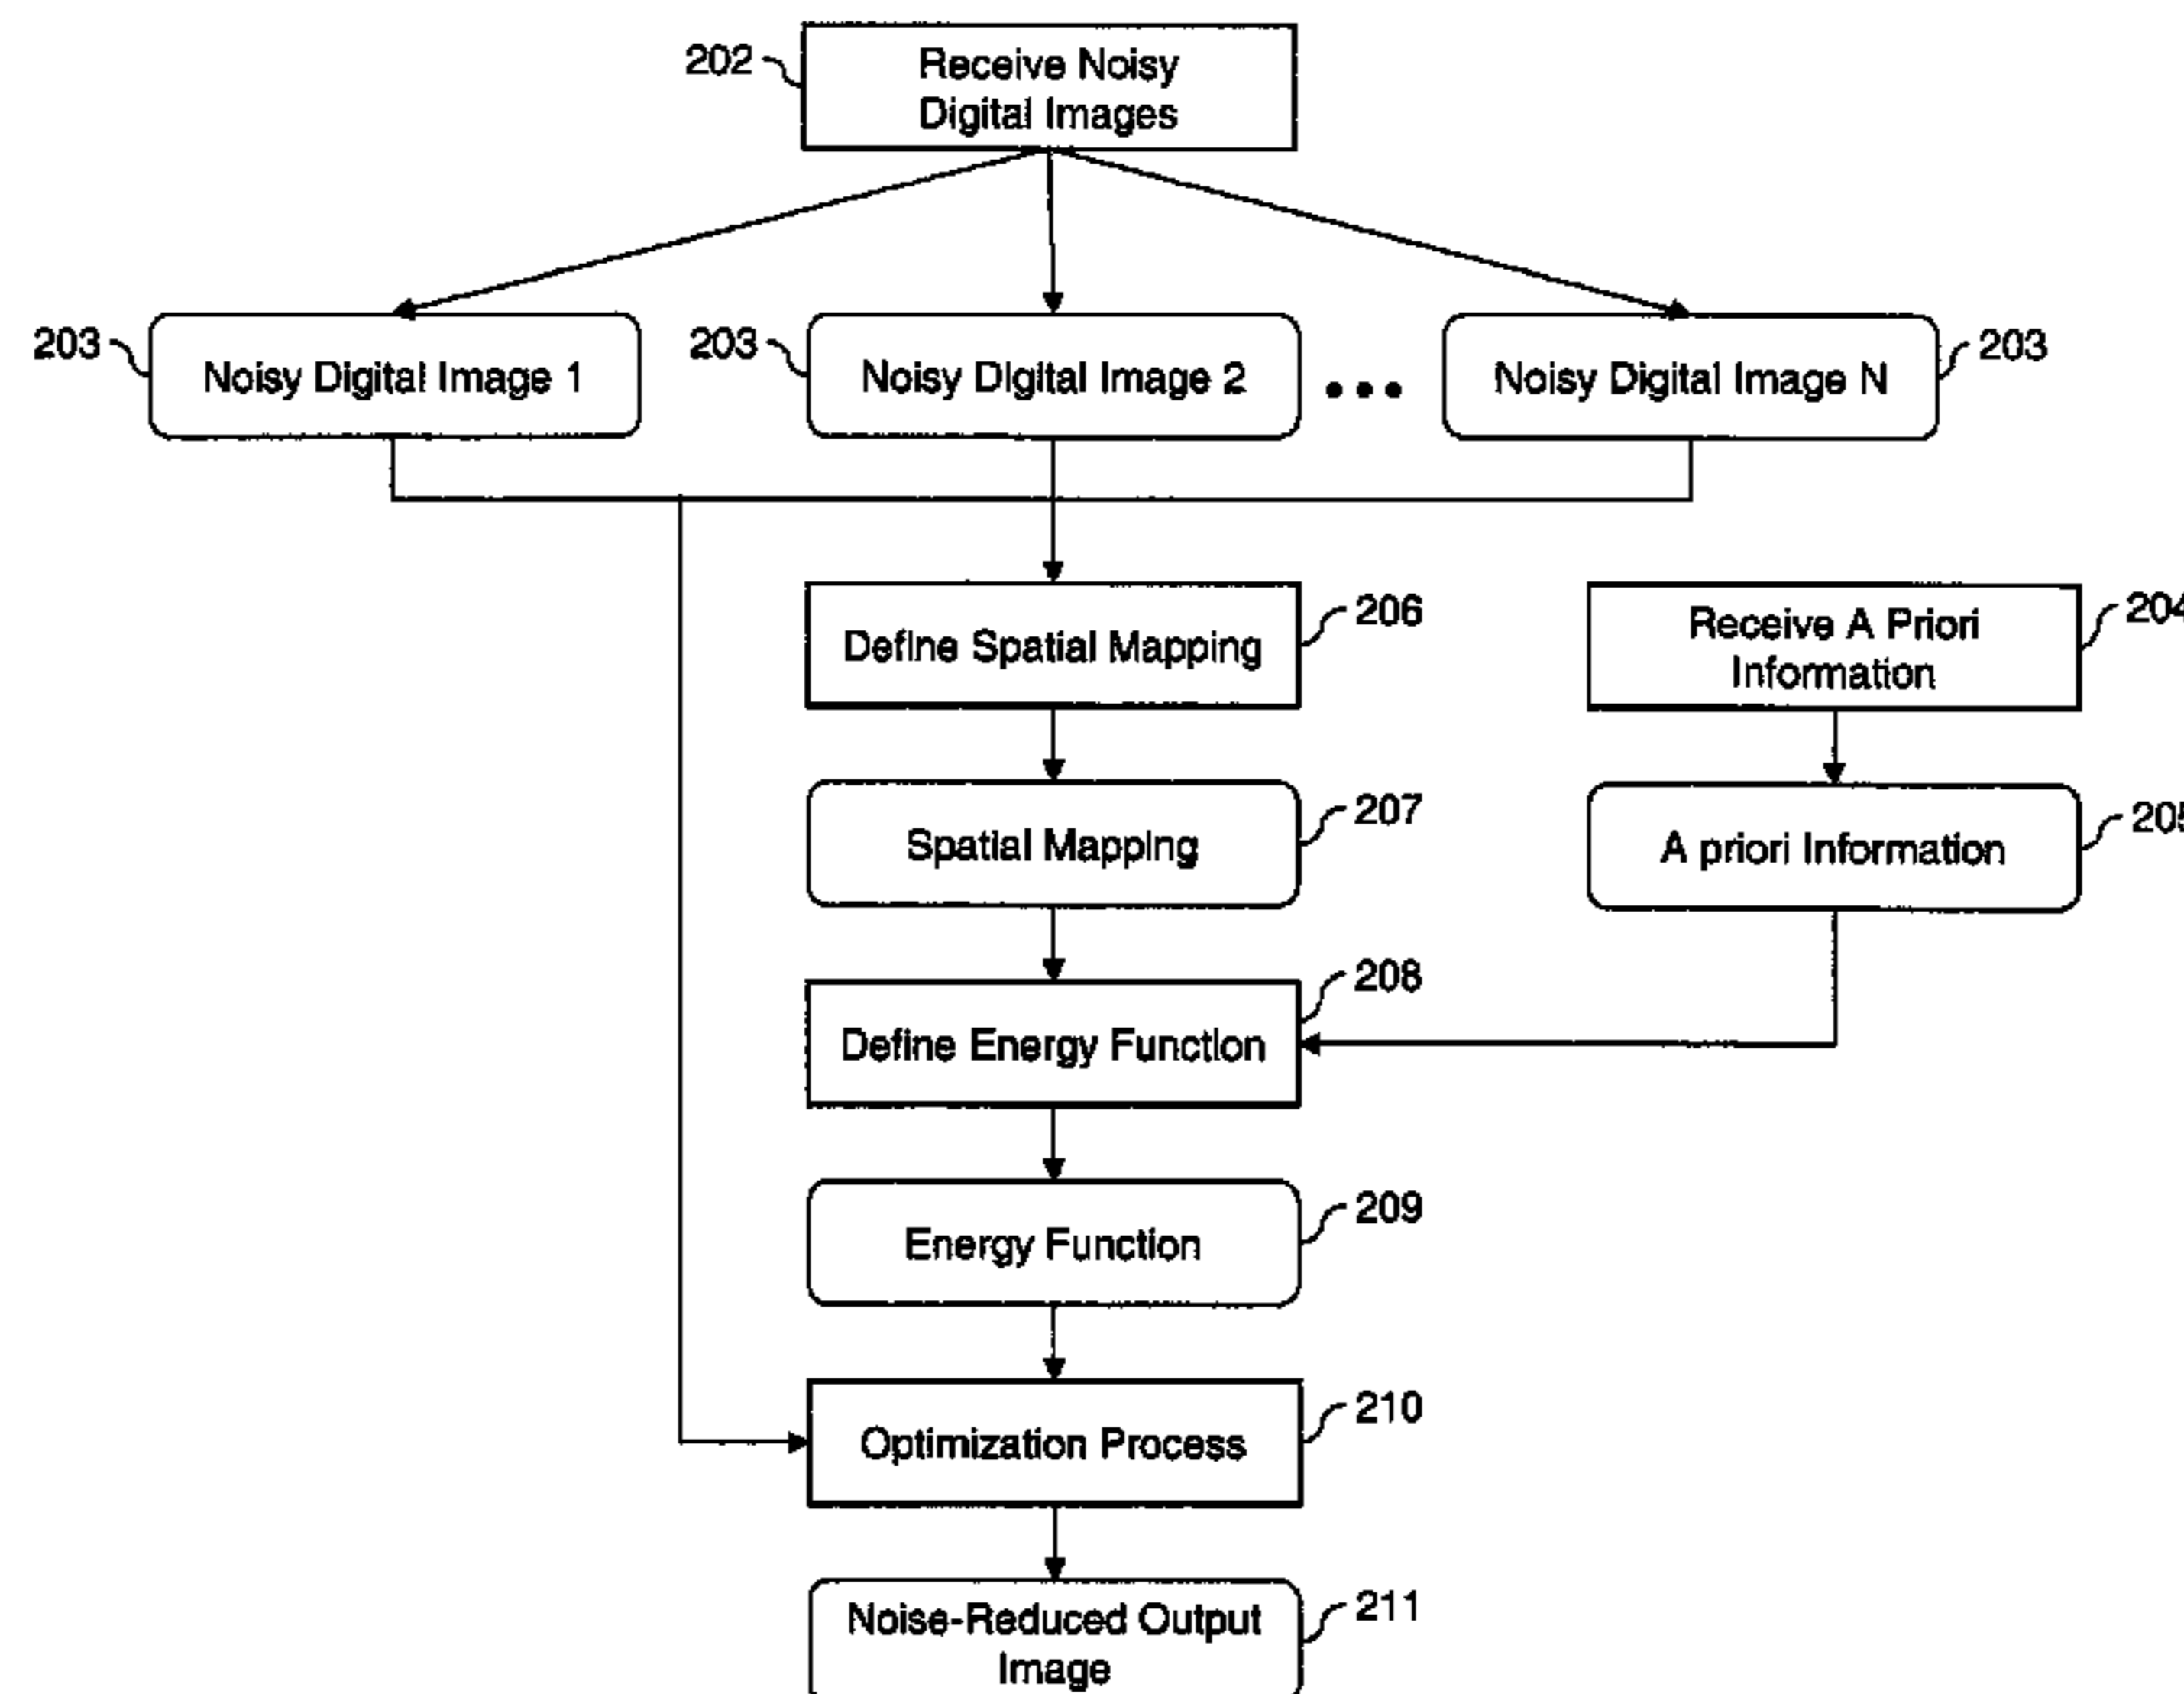 202
Receive Noisy
Digital Images
203
Noisy Digital Image 1
203
Noisy Digital Image 2
•••
Noisy Digital Image N
203
Define Spatial Mapping
206
Receive A Priori
Information
204
Spatial Mapping
207
A priori Information
205
Define Energy Function
208
Energy Function
209
Optimization Process
210
Noise-Reduced Output
Image
211